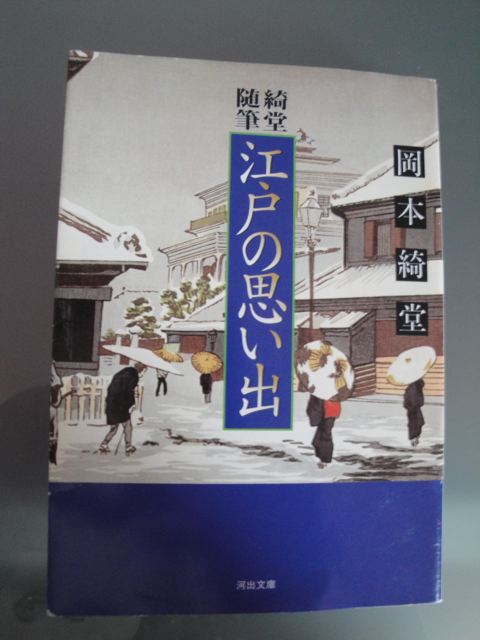 綺堂
随筆
江戸の思い出
岡本綺堂
河出文庫